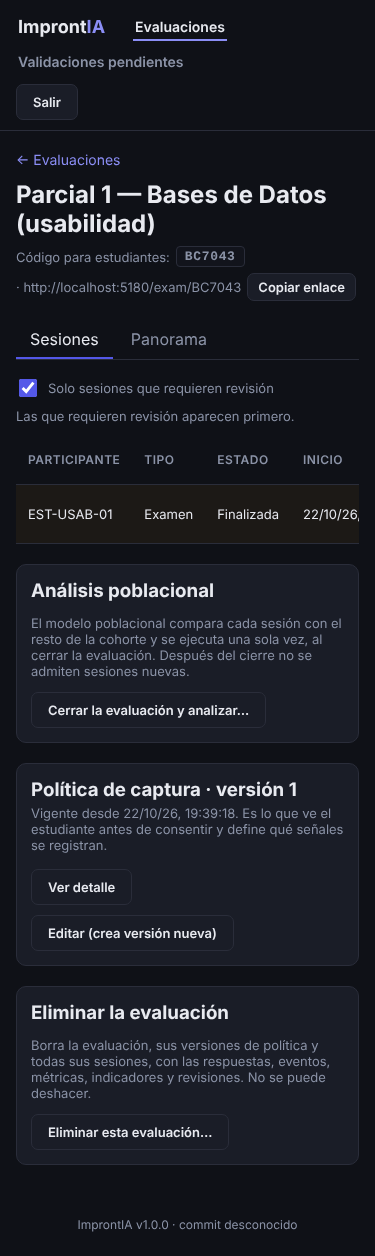 ImprontIA Evaluaciones
Validaciones pendientes
Salir
← Evaluaciones
Parcial 1 — Bases de Datos
(usabilidad)
Código para estudiantes: BC7043
· http://localhost:5180/exam/BC7043 Copiar enlace
Sesiones Panorama
Solo sesiones que requieren revisión
Las que requieren revisión aparecen primero.
PARTICIPANTE TIPO ESTADO INICIO
EST-USAB-01 Examen Finalizada 22/10/26,
Análisis poblacional
El modelo poblacional compara cada sesión con el
resto de la cohorte y se ejecuta una sola vez, al
cerrar la evaluación. Después del cierre no se
admiten sesiones nuevas.
Cerrar la evaluación y analizar...
Política de captura · versión 1
Vigente desde 22/10/26, 19:39:18. Es lo que ve el
estudiante antes de consentir y define qué señales
se registran.
Ver detalle
Editar (crea versión nueva)
Eliminar la evaluación
Borra la evaluación, sus versiones de política y
todas sus sesiones, con las respuestas, eventos,
métricas, indicadores y revisiones. No se puede
deshacer.
Eliminar esta evaluación...
ImprontIA v1.0.0 · commit desconocido